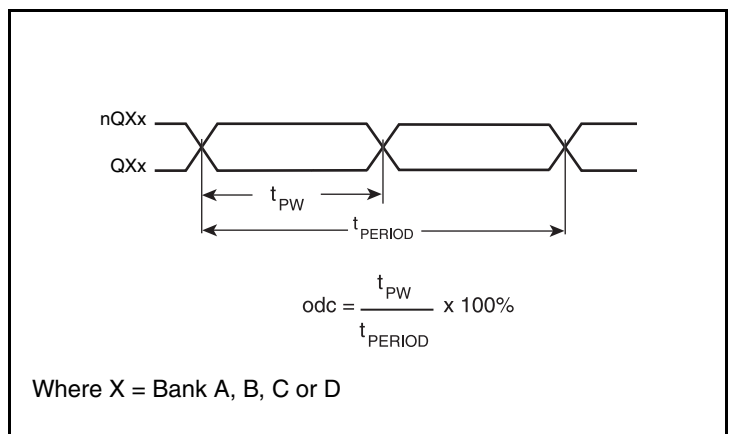 nQXx
QXx
tPW
tPERIOD
odc = tPW / tPERIOD x 100%
Where X = Bank A, B, C or D